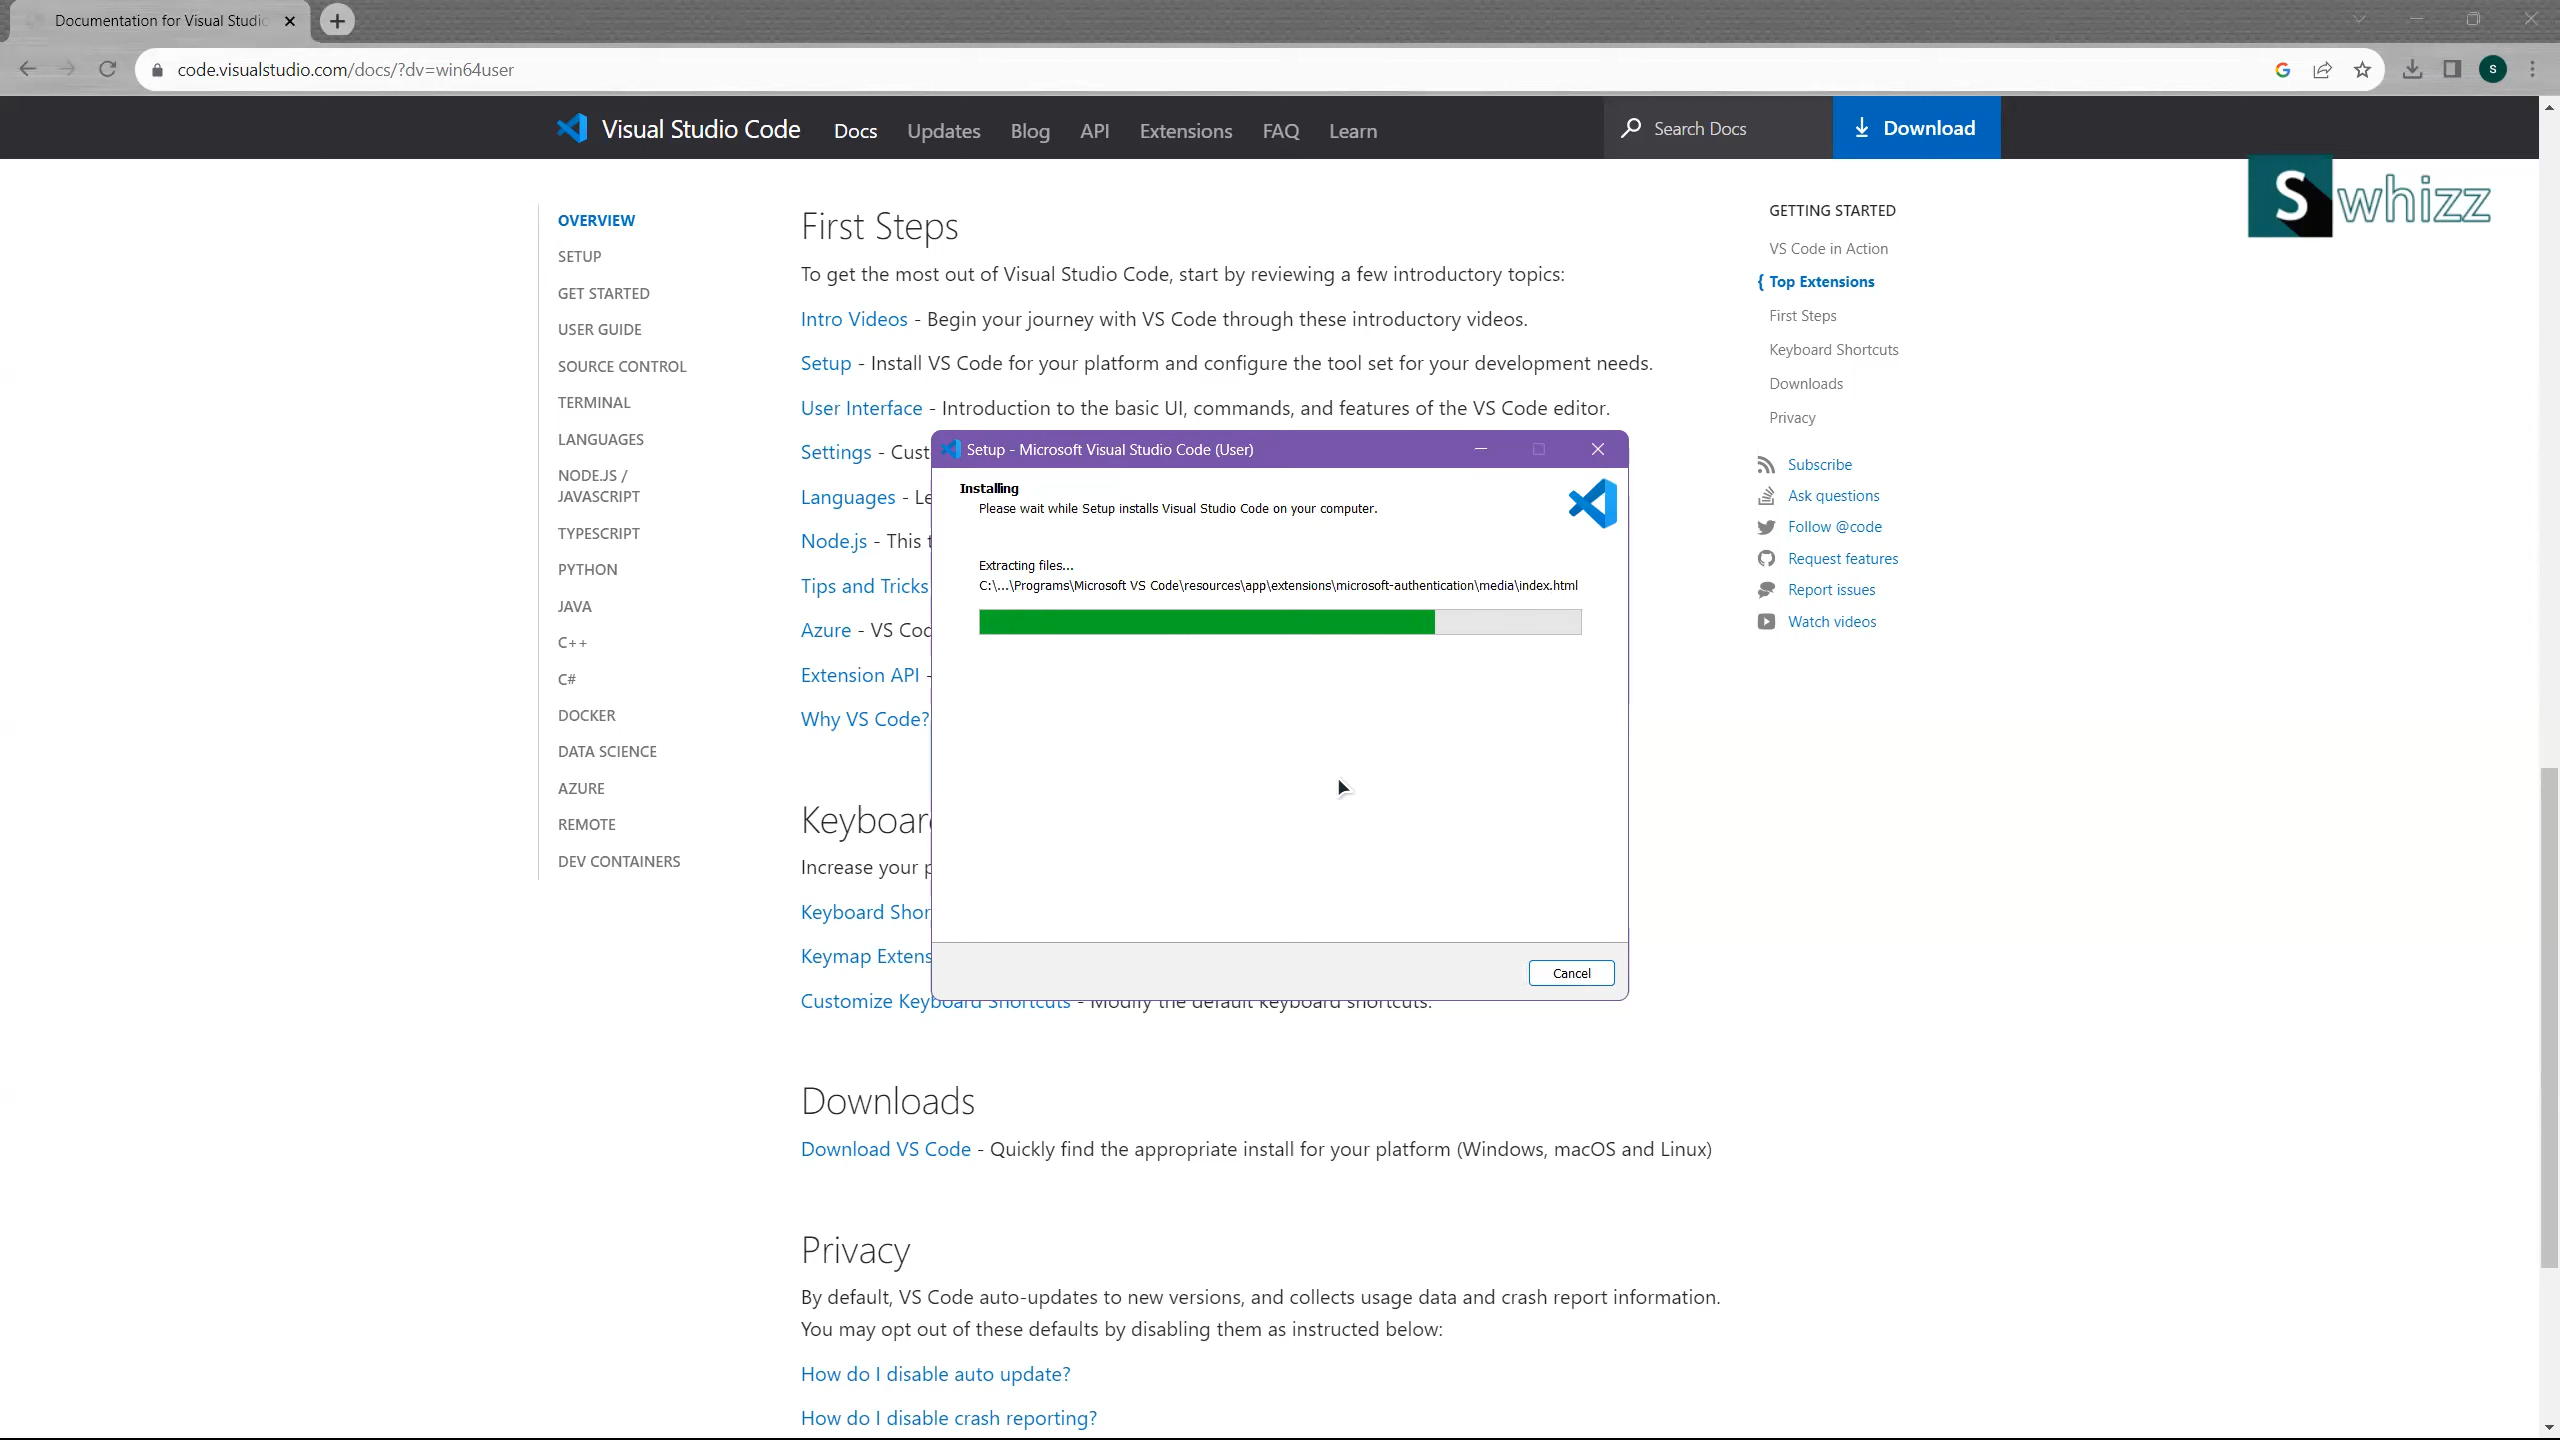 Documentation for Visual Studio
code.visualstudio.com/docs/?dv=win64user
S
Visual Studio Code
Docs
Updates
Blog
API
Extensions
FAQ
Learn
Search Docs
Download
S whizz
OVERVIEW
SETUP
GET STARTED
USER GUIDE
SOURCE CONTROL
TERMINAL
LANGUAGES
NODE.JS /
JAVASCRIPT
TYPESCRIPT
PYTHON
JAVA
C++
C#
DOCKER
DATA SCIENCE
AZURE
REMOTE
DEV CONTAINERS
First Steps
To get the most out of Visual Studio Code, start by reviewing a few introductory topics:
Intro Videos - Begin your journey with VS Code through these introductory videos.
Setup - Install VS Code for your platform and configure the tool set for your development needs.
User Interface - Introduction to the basic UI, commands, and features of the VS Code editor.
Settings - Cust
Languages - Le
Node.js - This t
Tips and Tricks
Azure - VS Cod
Extension API -
Why VS Code?
Keyboard
Increase your p
Keyboard Shor
Keymap Extens
Customize Keyboard Shortcuts - Modify the default keyboard shortcuts.
Downloads
Download VS Code - Quickly find the appropriate install for your platform (Windows, macOS and Linux)
Privacy
By default, VS Code auto-updates to new versions, and collects usage data and crash report information.
You may opt out of these defaults by disabling them as instructed below:
How do I disable auto update?
How do I disable crash reporting?
Setup - Microsoft Visual Studio Code (User)
Installing
Please wait while Setup installs Visual Studio Code on your computer.
Extracting files...
C:\...\Programs\Microsoft VS Code\resources\app\extensions\microsoft-authentication\media\index.html
Cancel
GETTING STARTED
VS Code in Action
{ Top Extensions
First Steps
Keyboard Shortcuts
Downloads
Privacy
Subscribe
Ask questions
Follow @code
Request features
Report issues
Watch videos